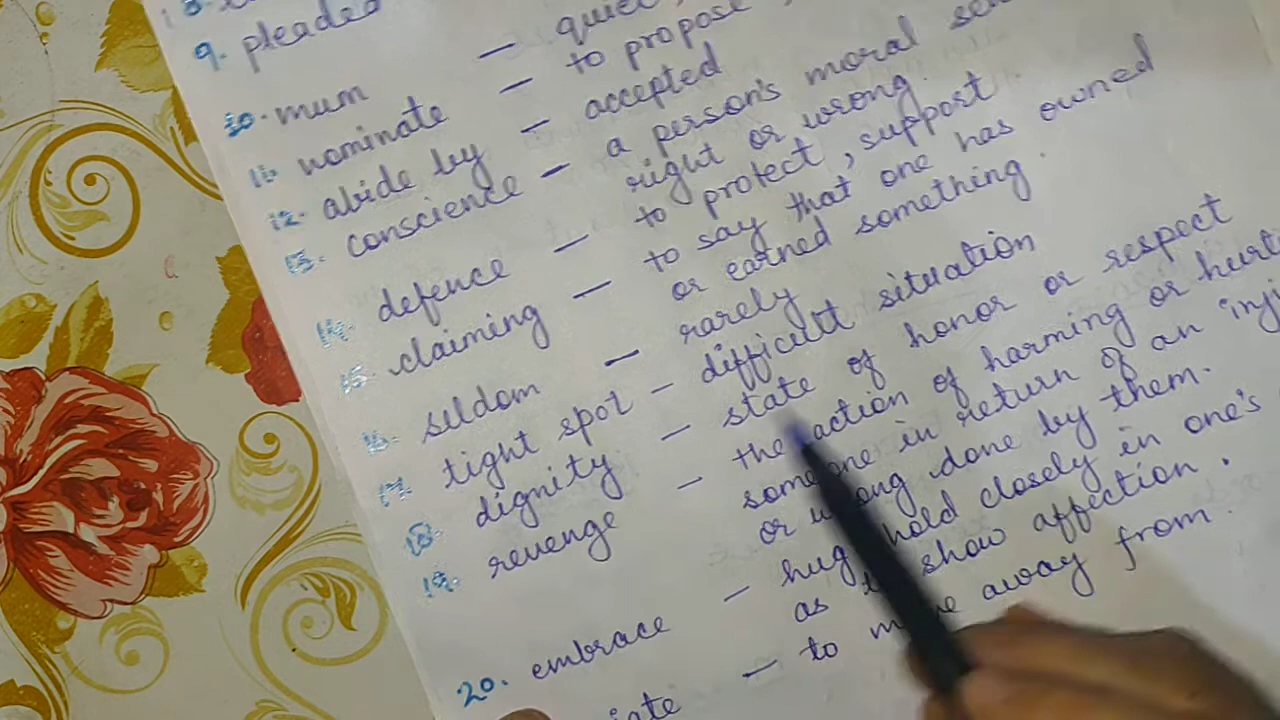 9. pleaded
10. mum — quiet,
11. nominate — to propose
12. abide by — accepted
13. conscience — a person's moral
right or wrong.
14. defence — to protect, support
15. claiming — to say that one has owned
or earned something.
16. seldom — rarely
17. tight spot — difficult situation
18. dignity — state of honor or respect
19. revenge — the action of harming or
someone in return of an
or wrong done by them.
20. embrace — hug hold closely in one's
as to show affection.
— to move away from.